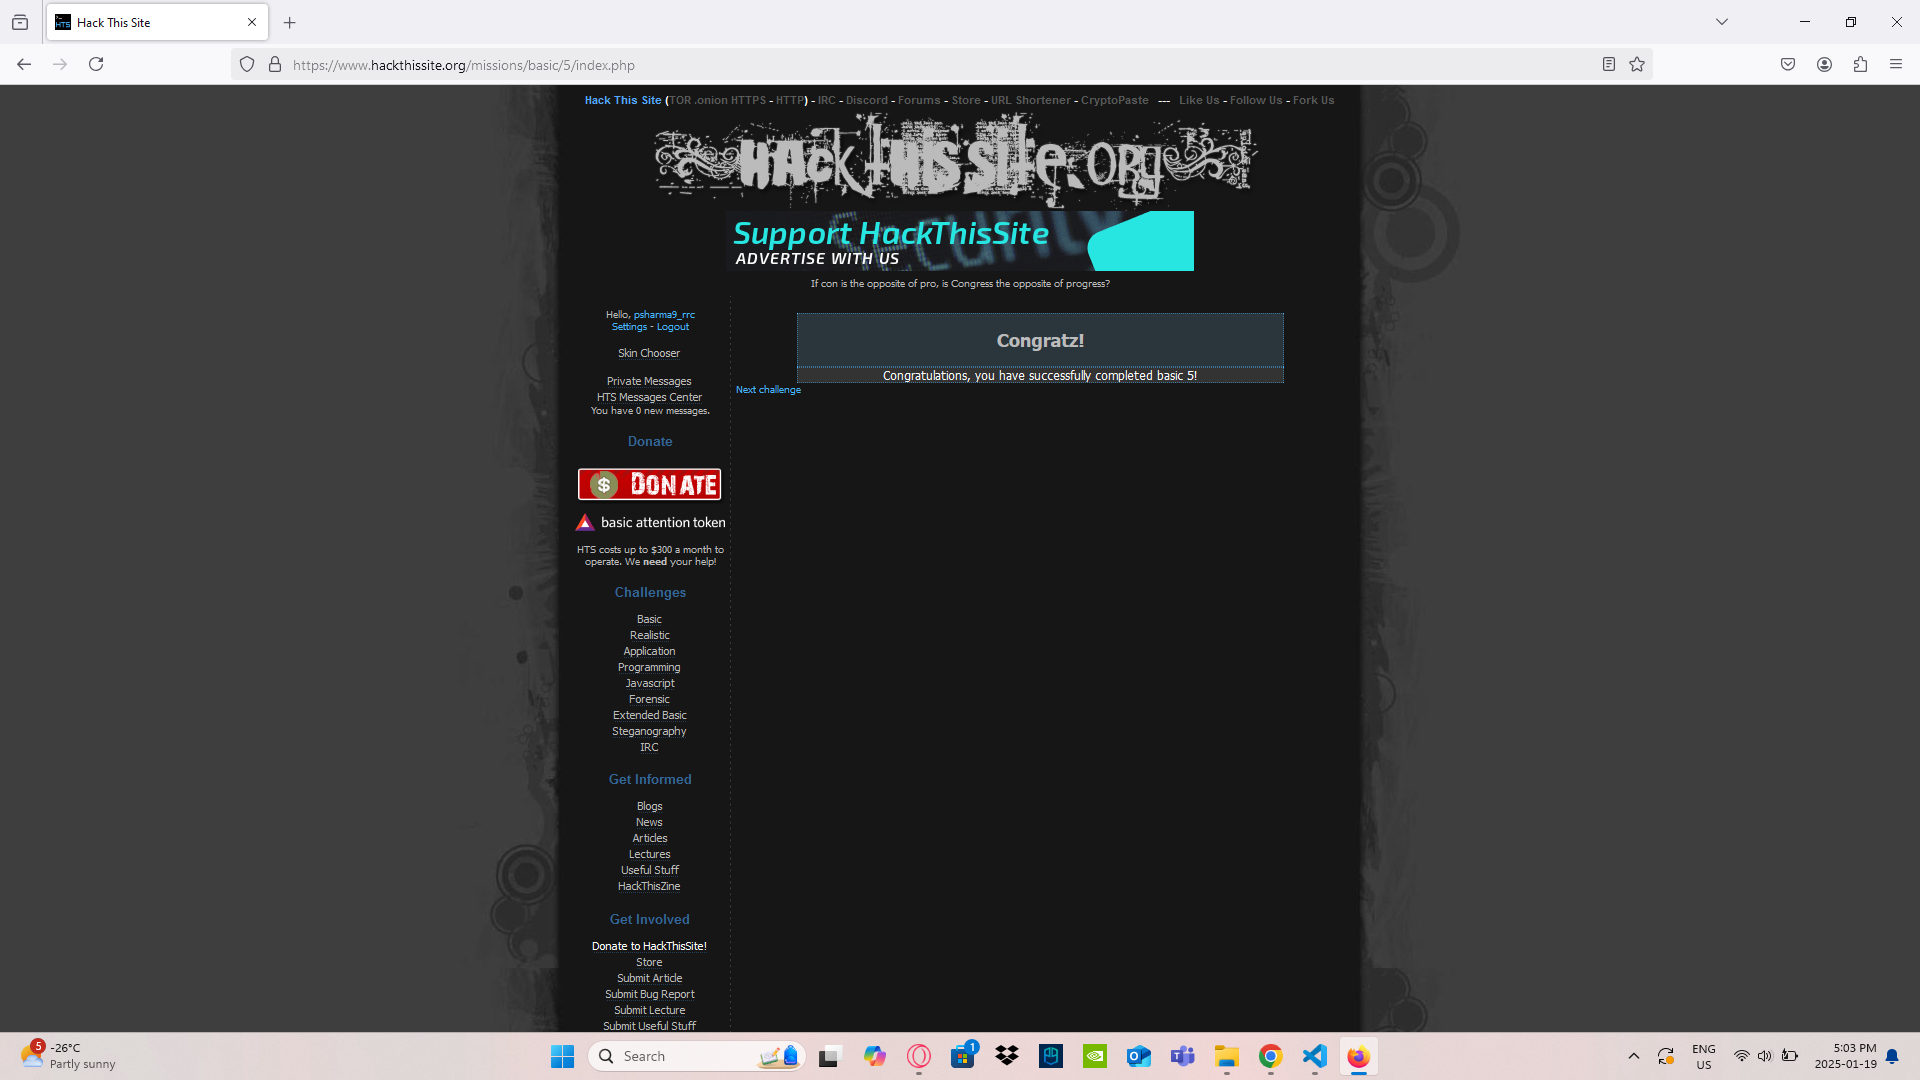 Hack This Site
https://www.hackthissite.org/missions/basic/5/index.php
Hack This Site (TOR .onion HTTPS - HTTP) - IRC - Discord - Forums - Store - URL Shortener - CryptoPaste --- Like Us - Follow Us - Fork Us
HackThisSite.org
Support HackThisSite
ADVERTISE WITH US
If con is the opposite of pro, is Congress the opposite of progress?
Hello, psharma9_rrc
Settings - Logout
Skin Chooser
Private Messages
HTS Messages Center
You have 0 new messages.
Donate
$ DONATE
basic attention token
HTS costs up to $300 a month to
operate. We need your help!
Challenges
Basic
Realistic
Application
Programming
Javascript
Forensic
Extended Basic
Steganography
IRC
Get Informed
Blogs
News
Articles
Lectures
Useful Stuff
HackThisZine
Get Involved
Donate to HackThisSite!
Store
Submit Article
Submit Bug Report
Submit Lecture
Submit Useful Stuff
Congratz!
Congratulations, you have successfully completed basic 5!
Next challenge
5
-26°C
Partly sunny
Search
1
ENG
US
5:03 PM
2025-01-19